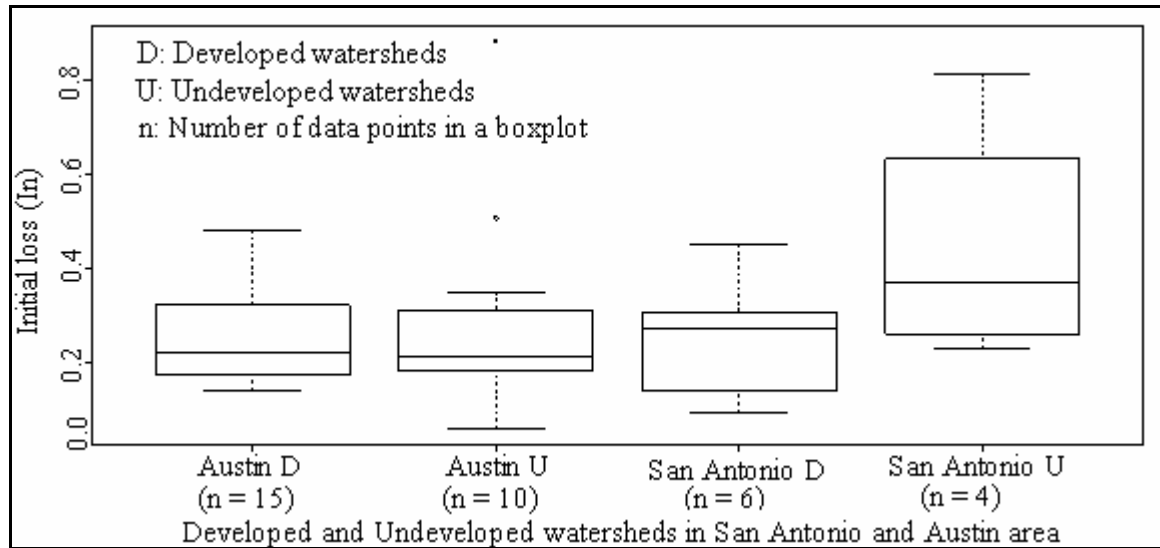 D: Developed watersheds
U: Undeveloped watersheds
n: Number of data points in a boxplot
Initial loss (In)
0.8
0.6
0.4
0.2
0.0
Austin D Austin U San Antonio D San Antonio U
(n = 15) (n = 10) (n = 6) (n = 4)
Developed and Undeveloped watersheds in San Antonio and Austin area